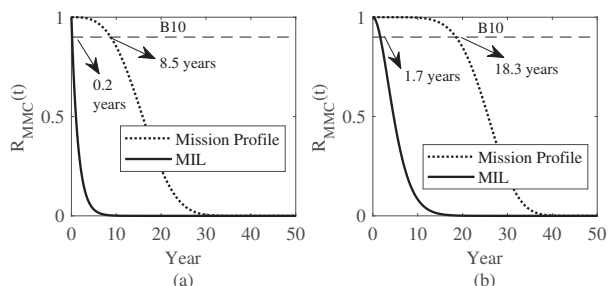 1
0.5
0
R_MMC(t)
B10
0.2
years
8.5 years
Mission Profile
MIL
0 10 20 30 40 50
Year
(a)
1
0.5
0
R_MMC(t)
B10
1.7 years
18.3 years
Mission Profile
MIL
0 10 20 30 40 50
Year
(b)